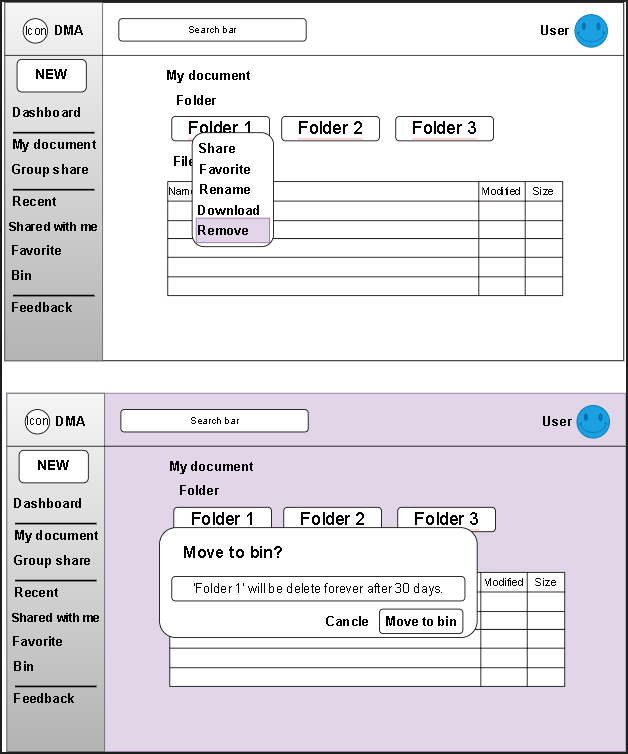 Icon DMA Search bar User
NEW
Dashboard
My document
Group share
Recent
Shared with me
Favorite
Bin
Feedback
My document
Folder
Folder 1 Folder 2 Folder 3
Share
Favorite
Rename
Download
Remove
Modified Size
Icon DMA Search bar User
NEW
Dashboard
My document
Group share
Recent
Shared with me
Favorite
Bin
Feedback
My document
Folder
Folder 1 Folder 2 Folder 3
Move to bin?
'Folder 1' will be delete forever after 30 days.
Cancle Move to bin
Modified Size